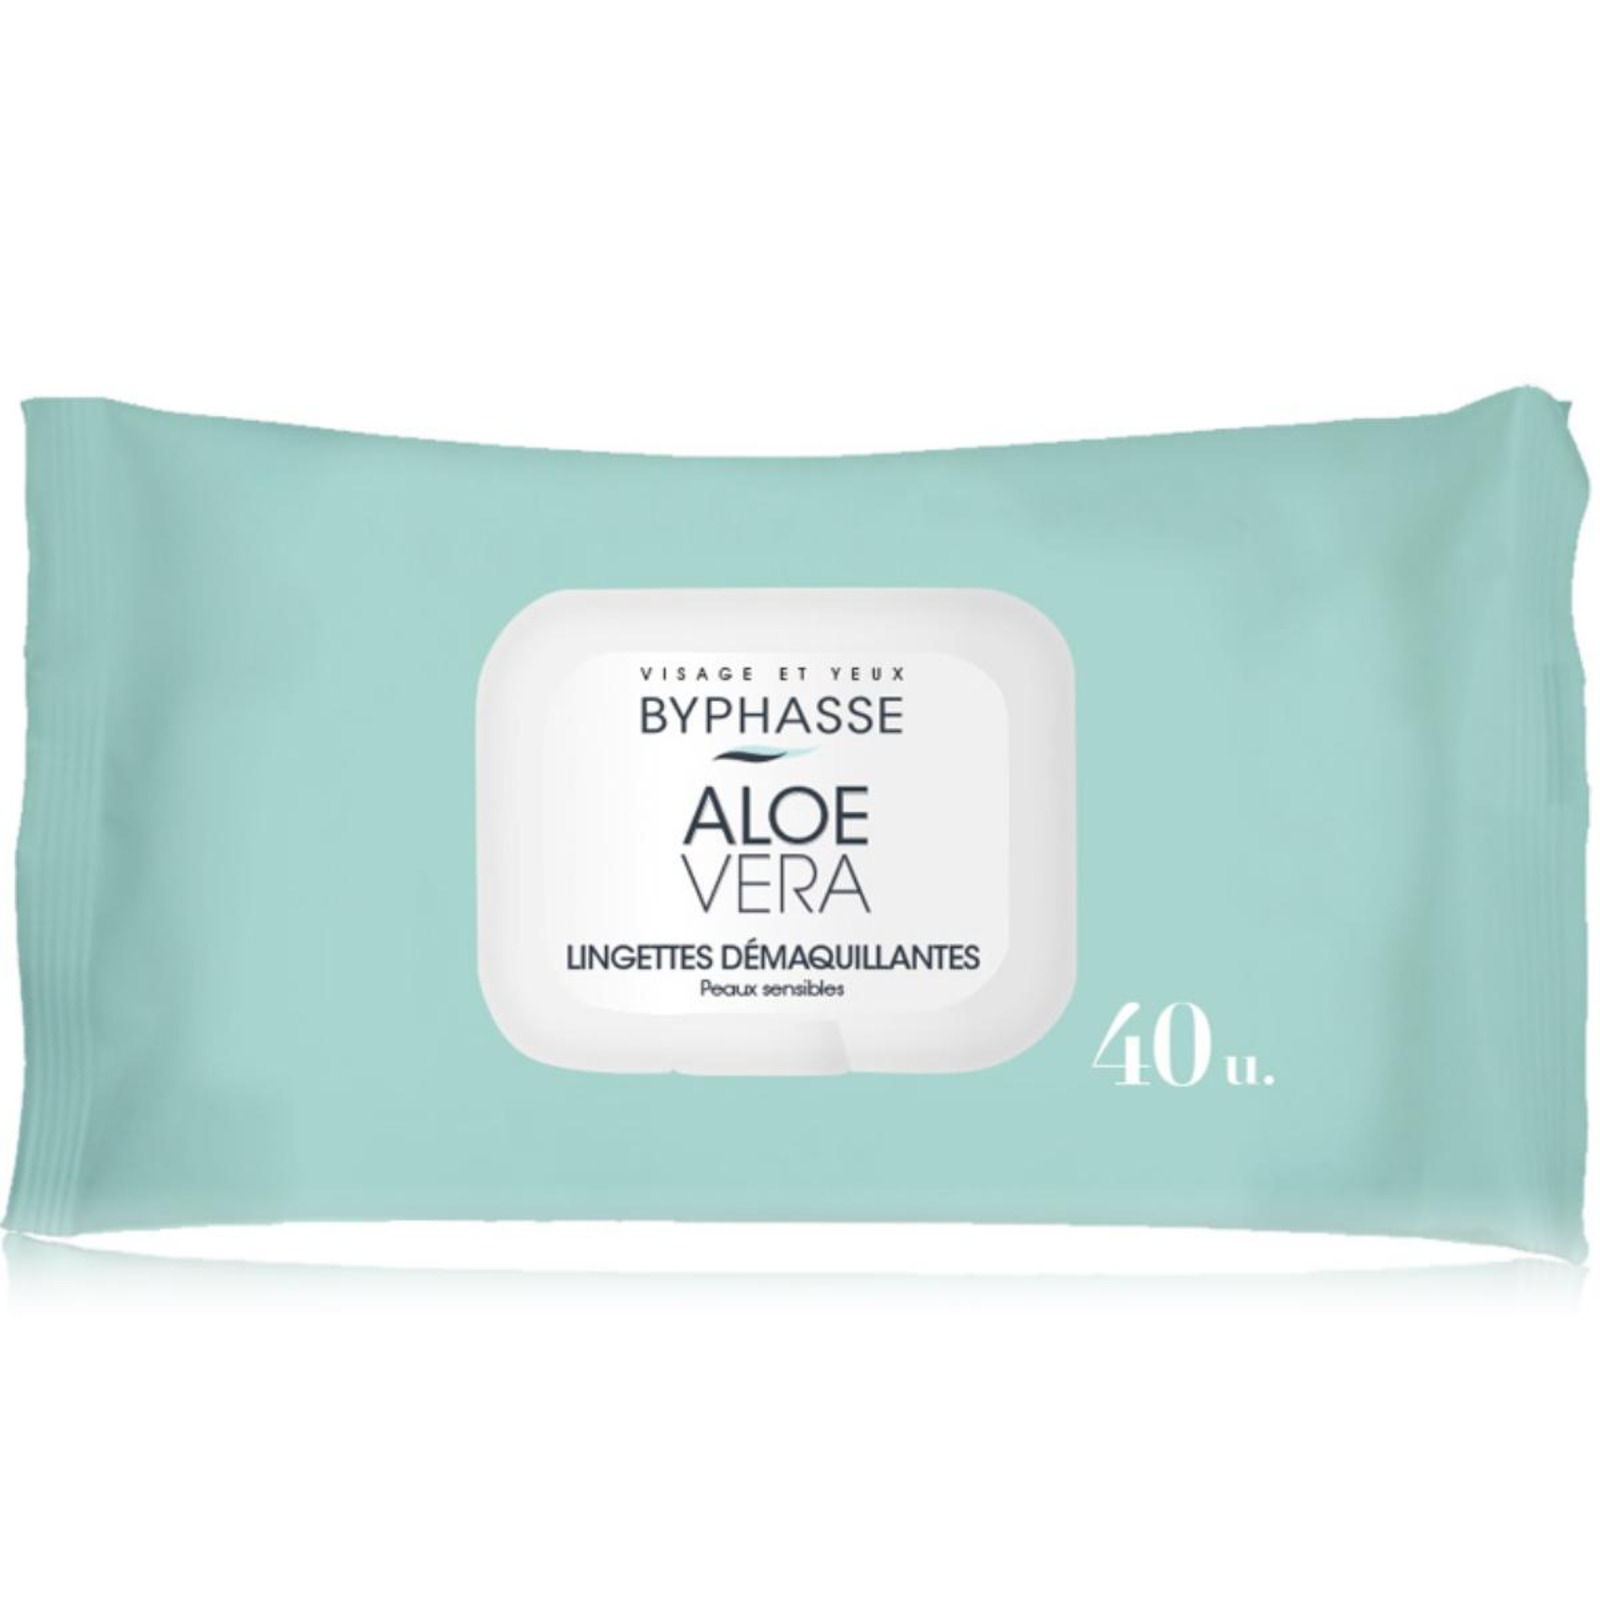 VISAGE ET YEUX
BYPHASSE
ALOE
VERA
LINGETTES DÉMAQUILLANTES
Peaux sensibles
40 u.